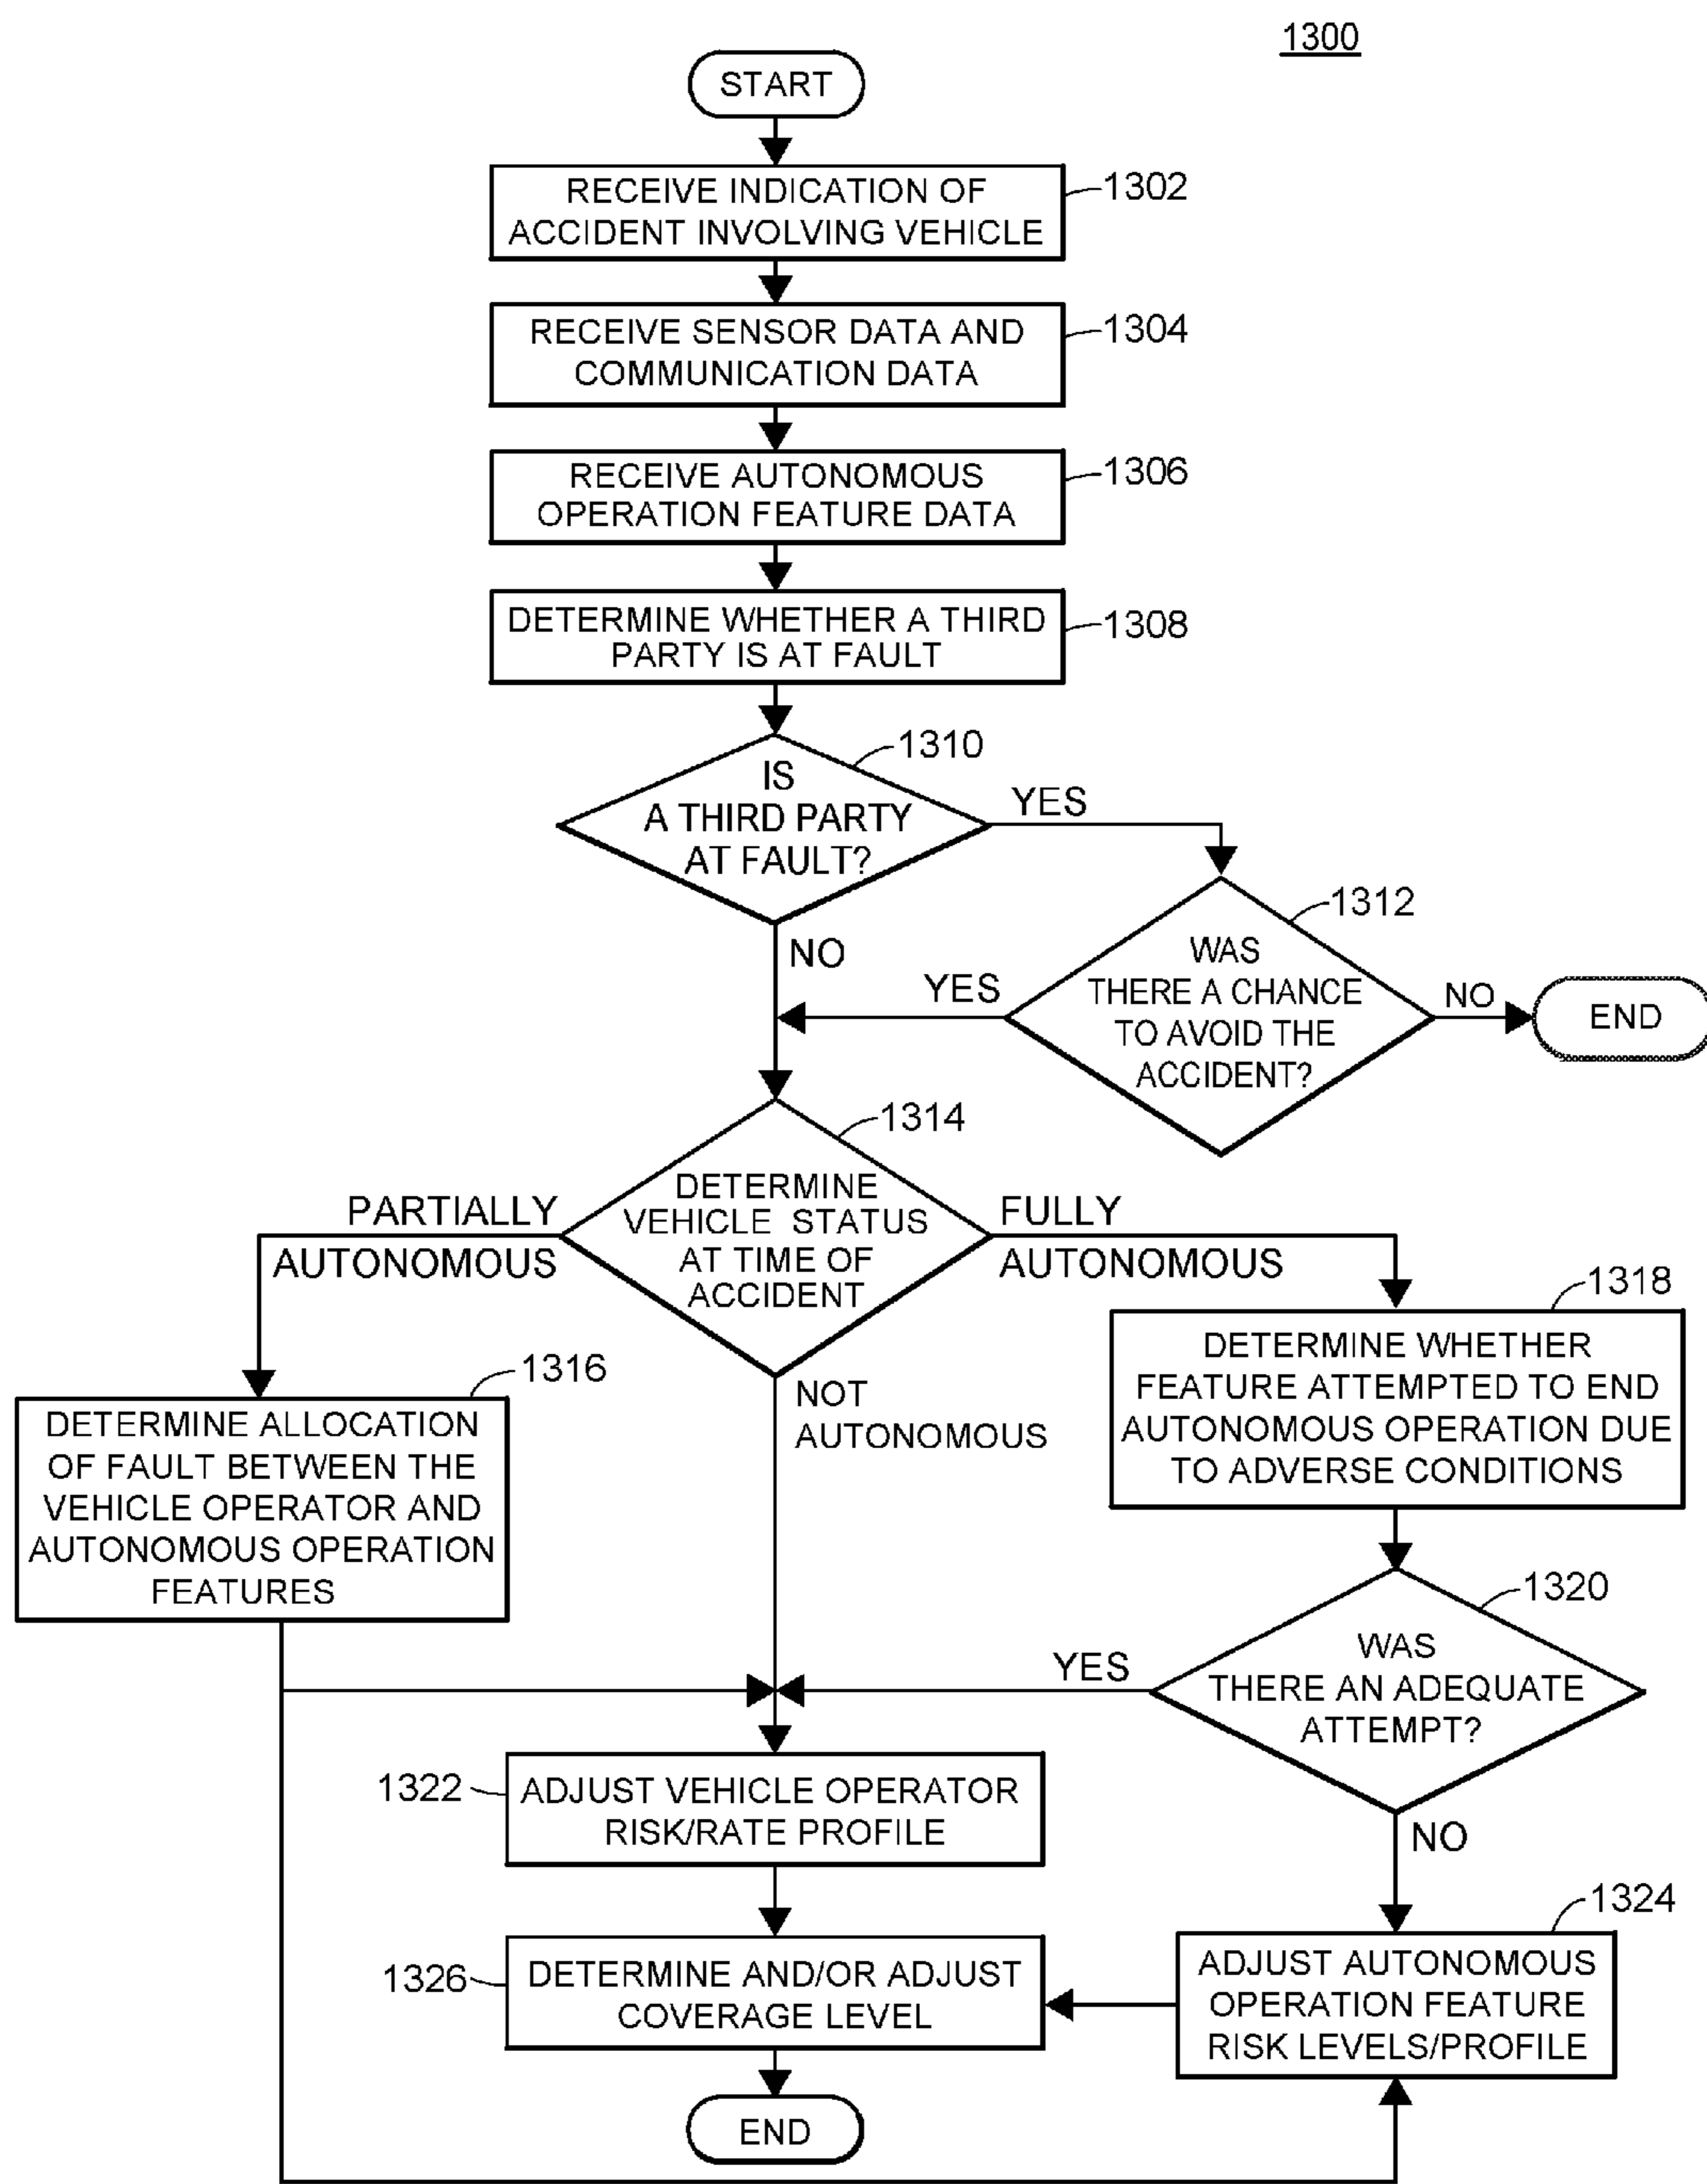 1300
START
RECEIVE INDICATION OF
ACCIDENT INVOLVING VEHICLE
1302
RECEIVE SENSOR DATA AND
COMMUNICATION DATA
1304
RECEIVE AUTONOMOUS
OPERATION FEATURE DATA
1306
DETERMINE WHETHER A THIRD
PARTY IS AT FAULT
1308
1310
IS
A THIRD PARTY
AT FAULT?
YES
NO
1312
WAS
THERE A CHANCE
TO AVOID THE
ACCIDENT?
YES
NO
END
1314
DETERMINE
VEHICLE STATUS
AT TIME OF
ACCIDENT
PARTIALLY
AUTONOMOUS
FULLY
AUTONOMOUS
NOT
AUTONOMOUS
1316
DETERMINE ALLOCATION
OF FAULT BETWEEN THE
VEHICLE OPERATOR AND
AUTONOMOUS OPERATION
FEATURES
1318
DETERMINE WHETHER
FEATURE ATTEMPTED TO END
AUTONOMOUS OPERATION DUE
TO ADVERSE CONDITIONS
1320
WAS
THERE AN ADEQUATE
ATTEMPT?
YES
NO
1322
ADJUST VEHICLE OPERATOR
RISK/RATE PROFILE
1324
ADJUST AUTONOMOUS
OPERATION FEATURE
RISK LEVELS/PROFILE
1326
DETERMINE AND/OR ADJUST
COVERAGE LEVEL
END